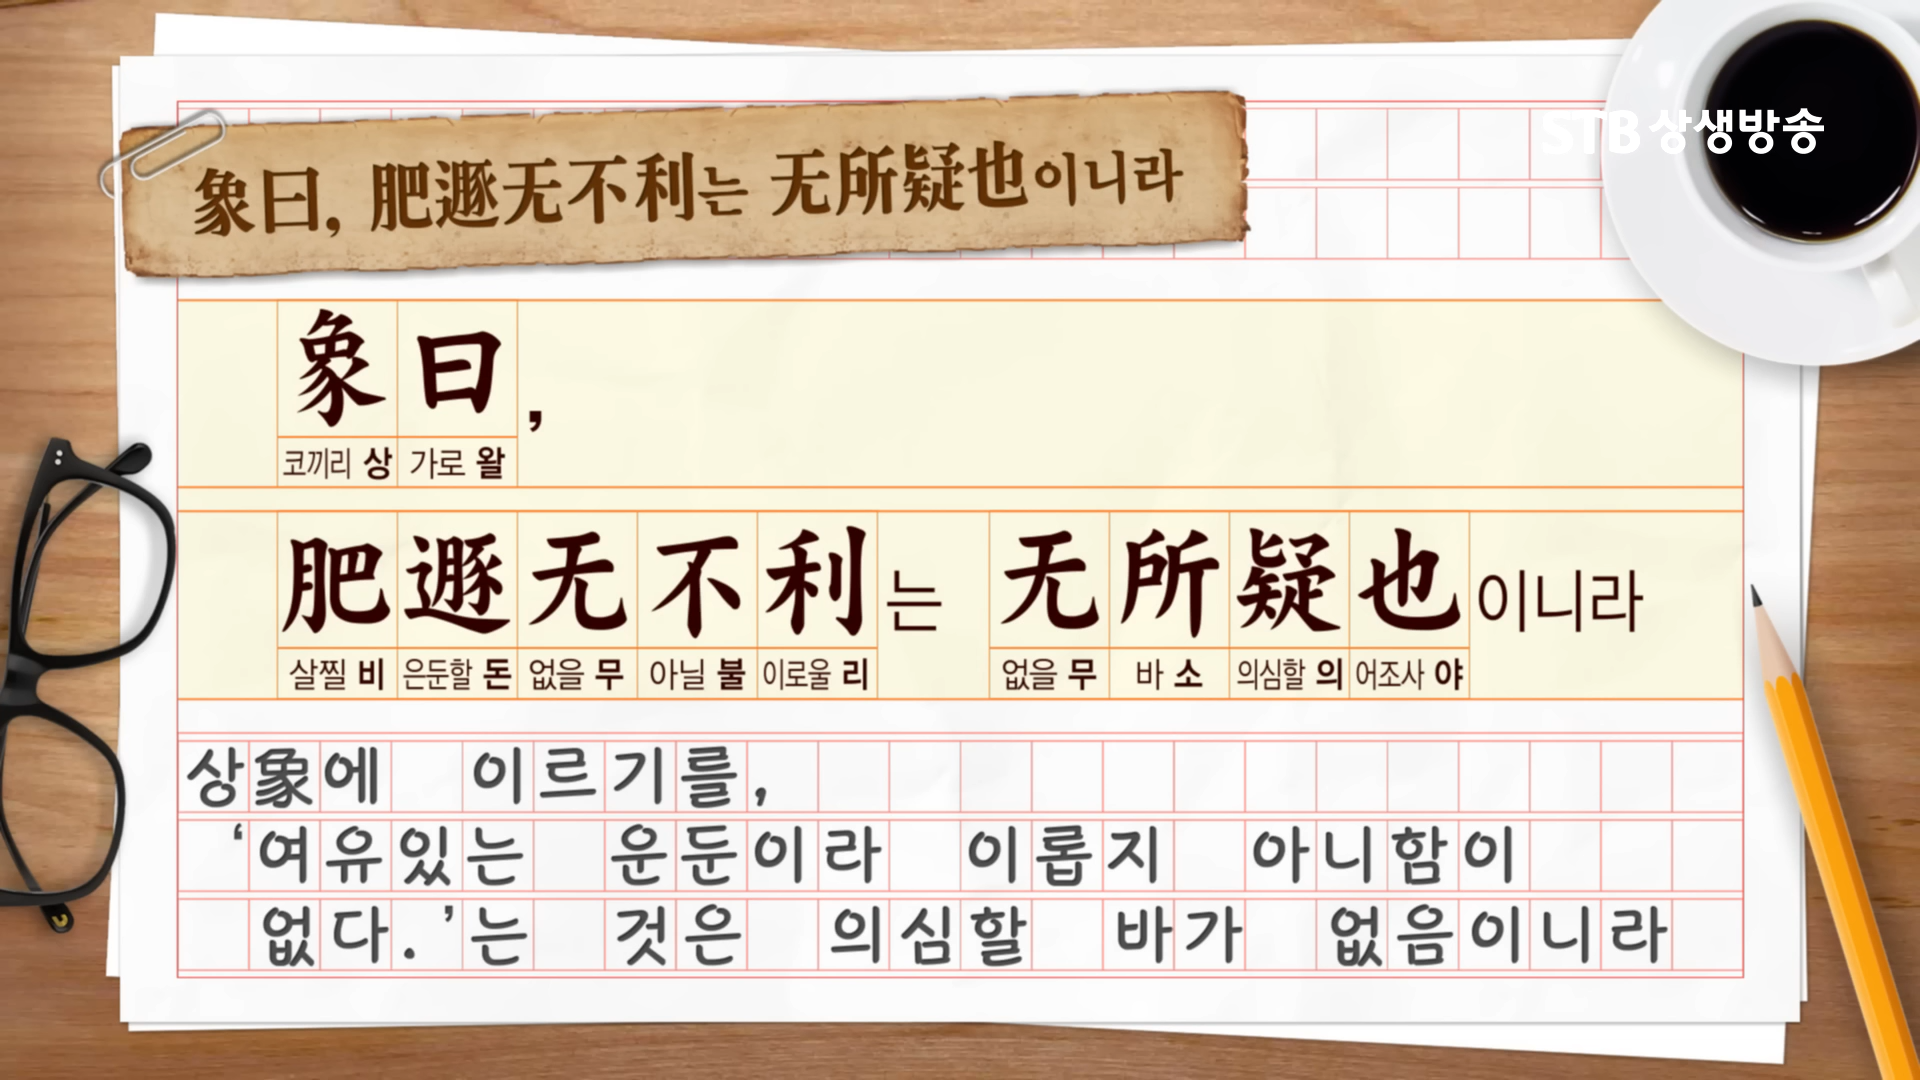 象曰, 肥遯无不利는 无所疑也이니라
STB 상생방송
象曰,
코끼리 상 가로 왈
肥遯无不利는 无所疑也이니라
살찔 비 은둔할 돈 없을 무 아닐 불 이로울 리 없을 무 바 소 의심할 의 어조사 야
상象에 이르기를,
‘여유있는 운둔이라 이롭지 아니함이
없다.’는 것은 의심할 바가 없음이니라